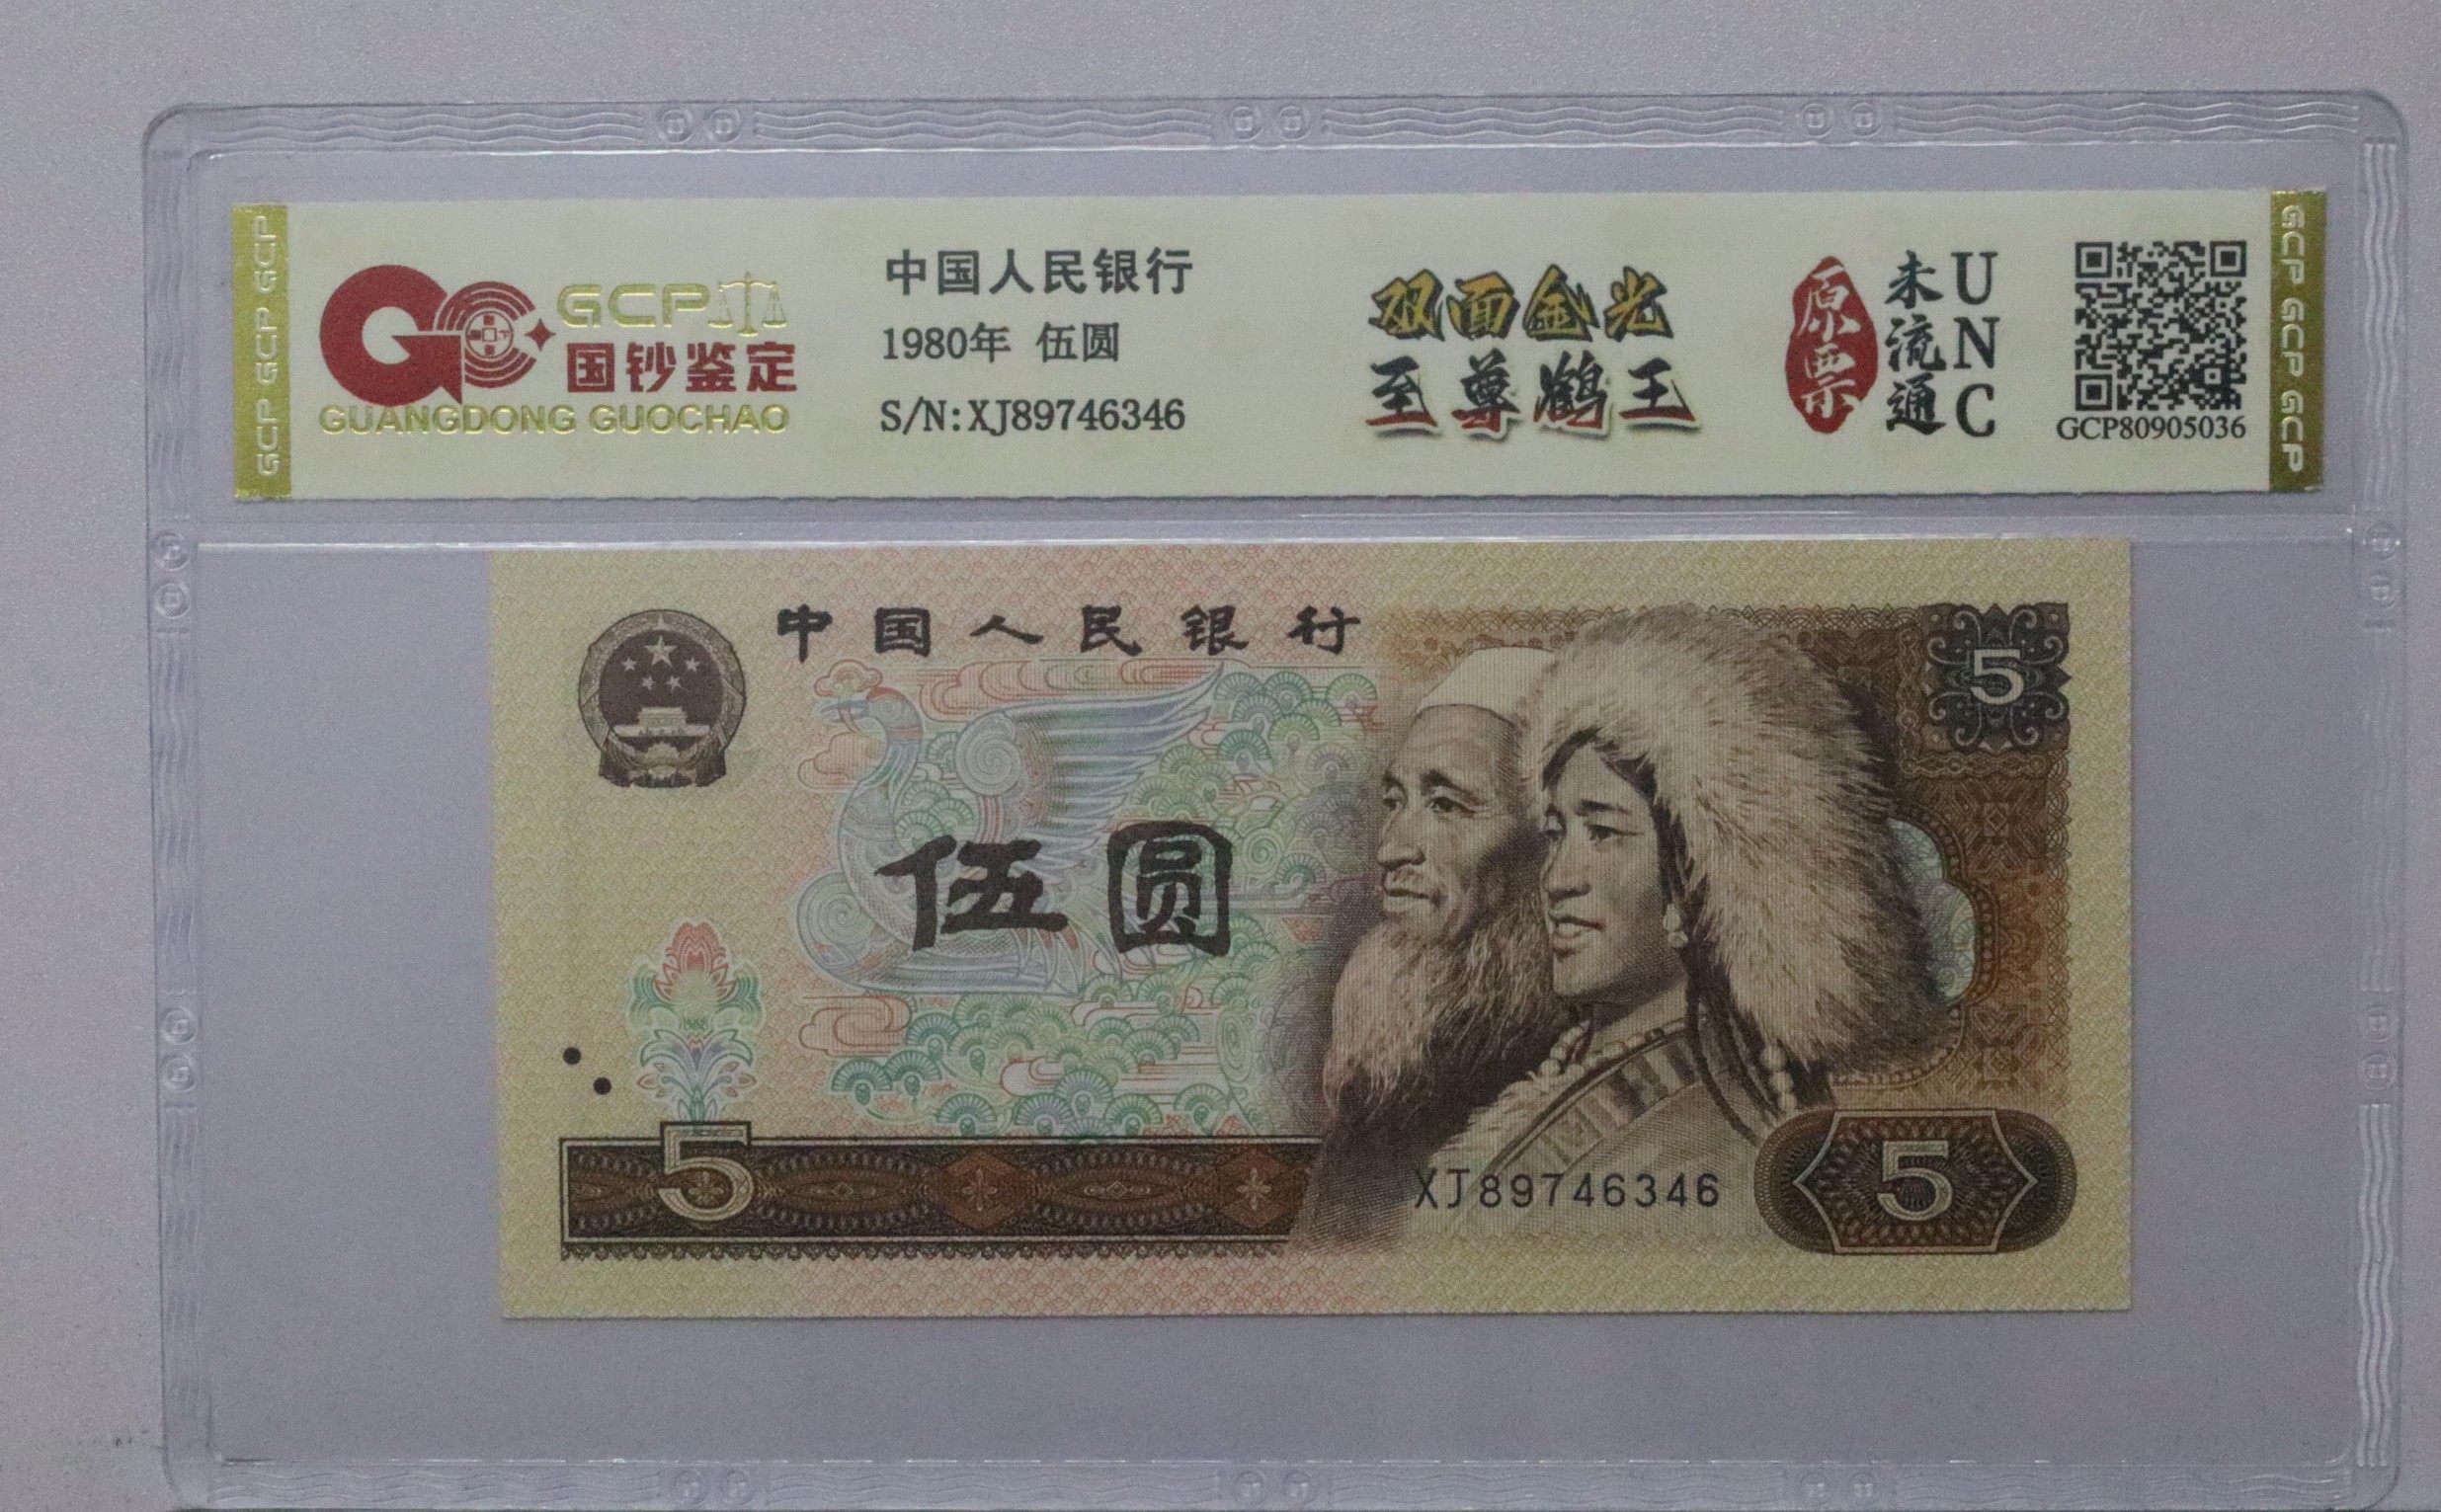 GCP GCP GCP
GCP
国钞鉴定
GUANGDONG GUOCHAO
中国人民银行
1980年 伍圆
S/N:XJ89746346
双面金光
至尊鹤王
原票
未流通
UNC
GCP80905036
GCP GCP GCP
中国人民银行
5
伍圆
5
XJ89746346
5